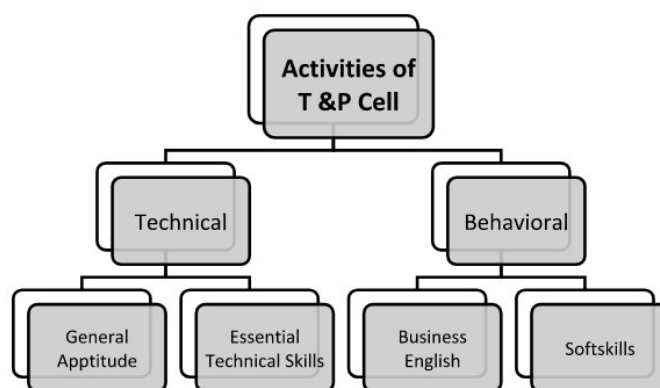 Activities of
T &P Cell
Technical
Behavioral
General
Apptitude
Essential
Technical Skills
Business
English
Softskills